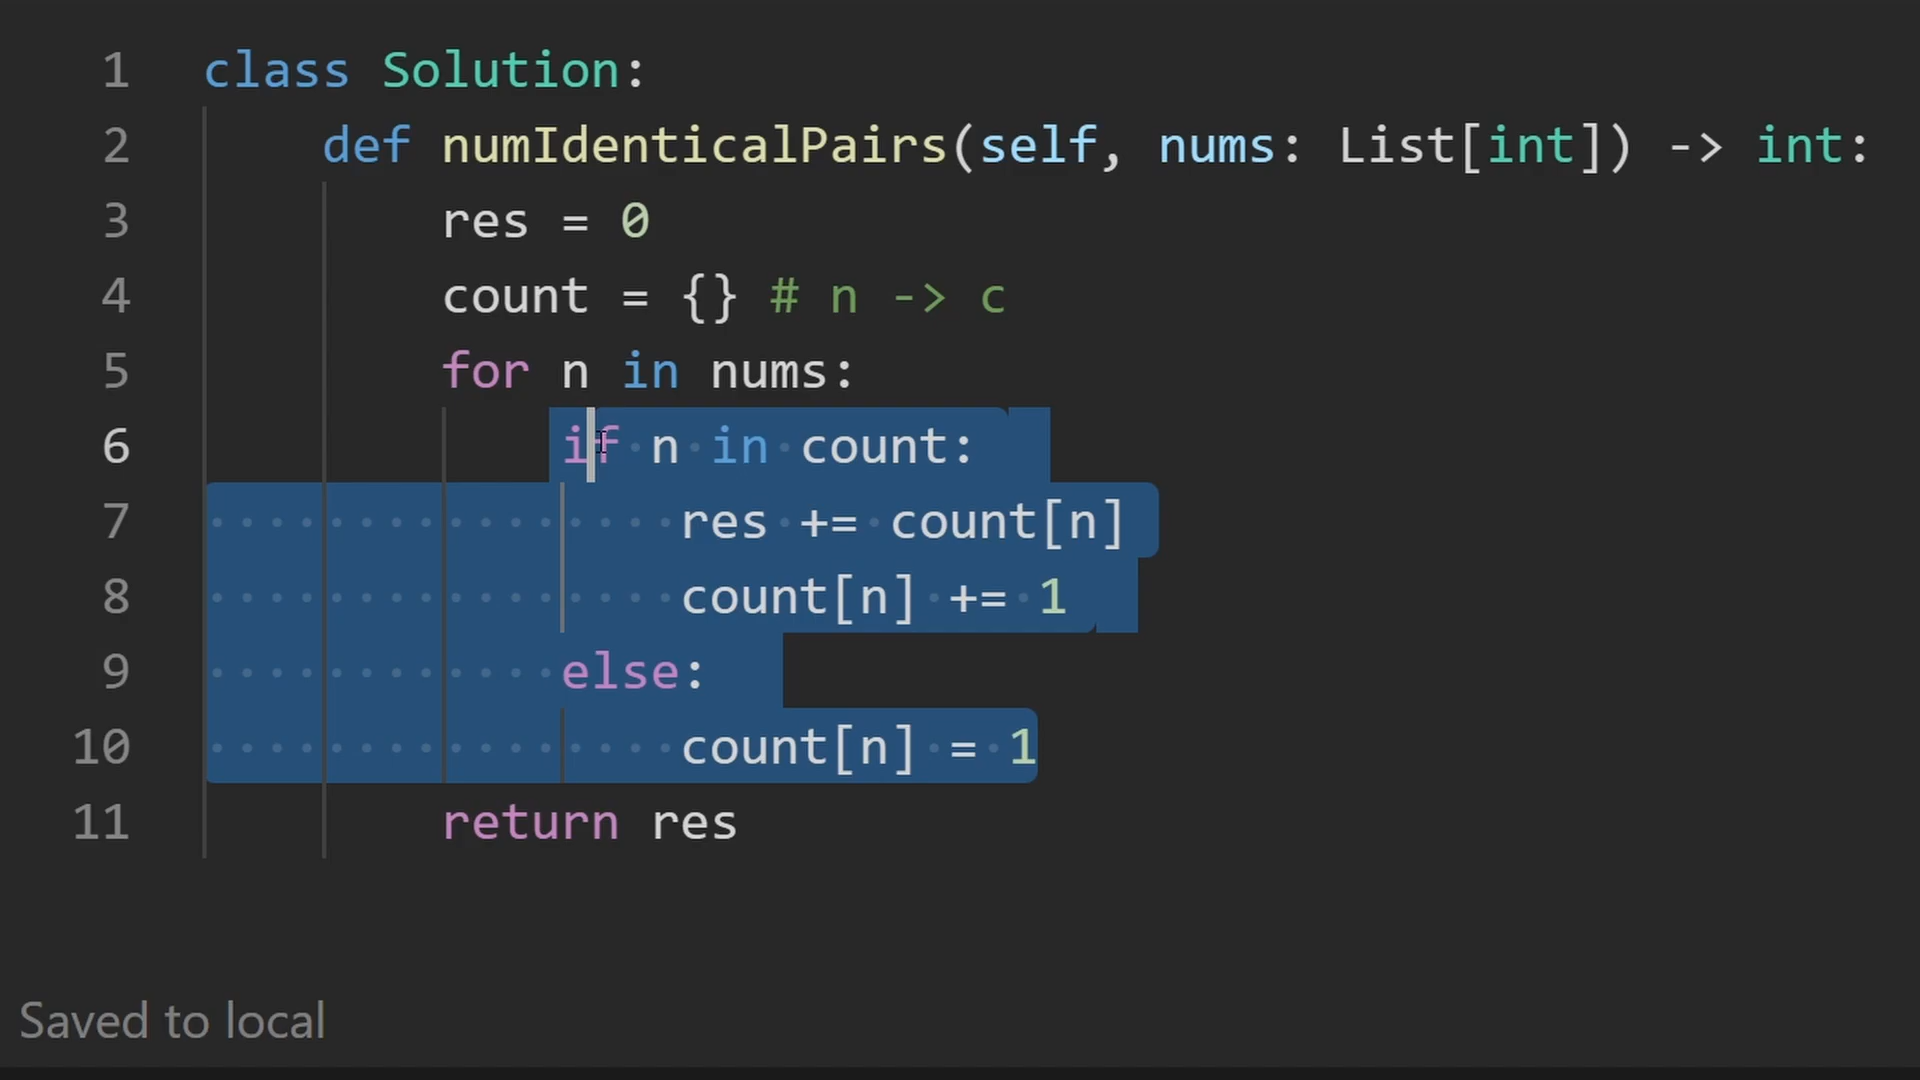 1 class Solution:
2 def numIdenticalPairs(self, nums: List[int]) -> int:
3 res = 0
4 count = {} # n -> c
5 for n in nums:
6 if n in count:
7 res += count[n]
8 count[n] += 1
9 else:
10 count[n] = 1
11 return res
Saved to local